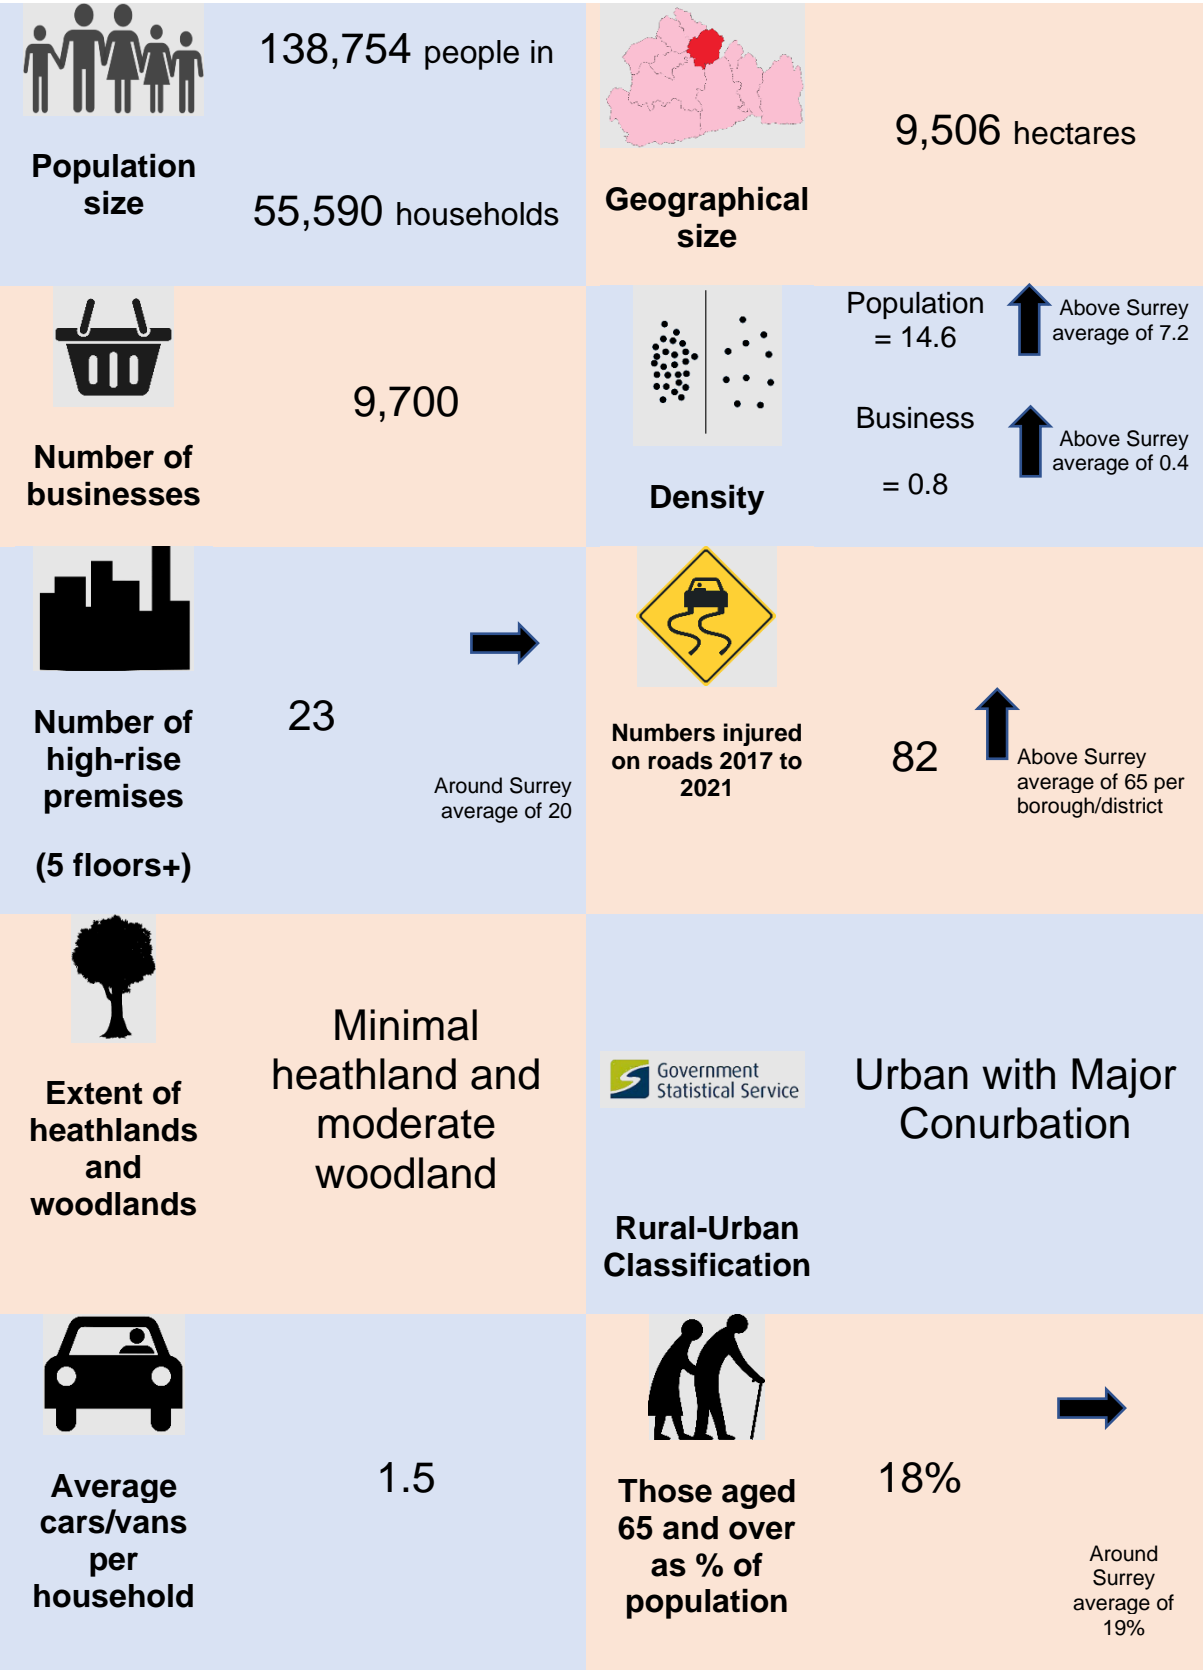 138,754 people in
55,590 households
Population
size
9,506 hectares
Geographical
size
9,700
Number of
businesses
Population
= 14.6
Above Surrey
average of 7.2
Business
= 0.8
Above Surrey
average of 0.4
Density
Number of
high-rise
premises
(5 floors+)
23
Around Surrey
average of 20
Numbers injured
on roads 2017 to
2021
82
Above Surrey
average of 65 per
borough/district
Extent of
heathlands
and
woodlands
Minimal
heathland and
moderate
woodland
Government
Statistical Service
Rural-Urban
Classification
Urban with Major
Conurbation
Average
cars/vans
per
household
1.5
Those aged
65 and over
as % of
population
18%
Around
Surrey
average of
19%